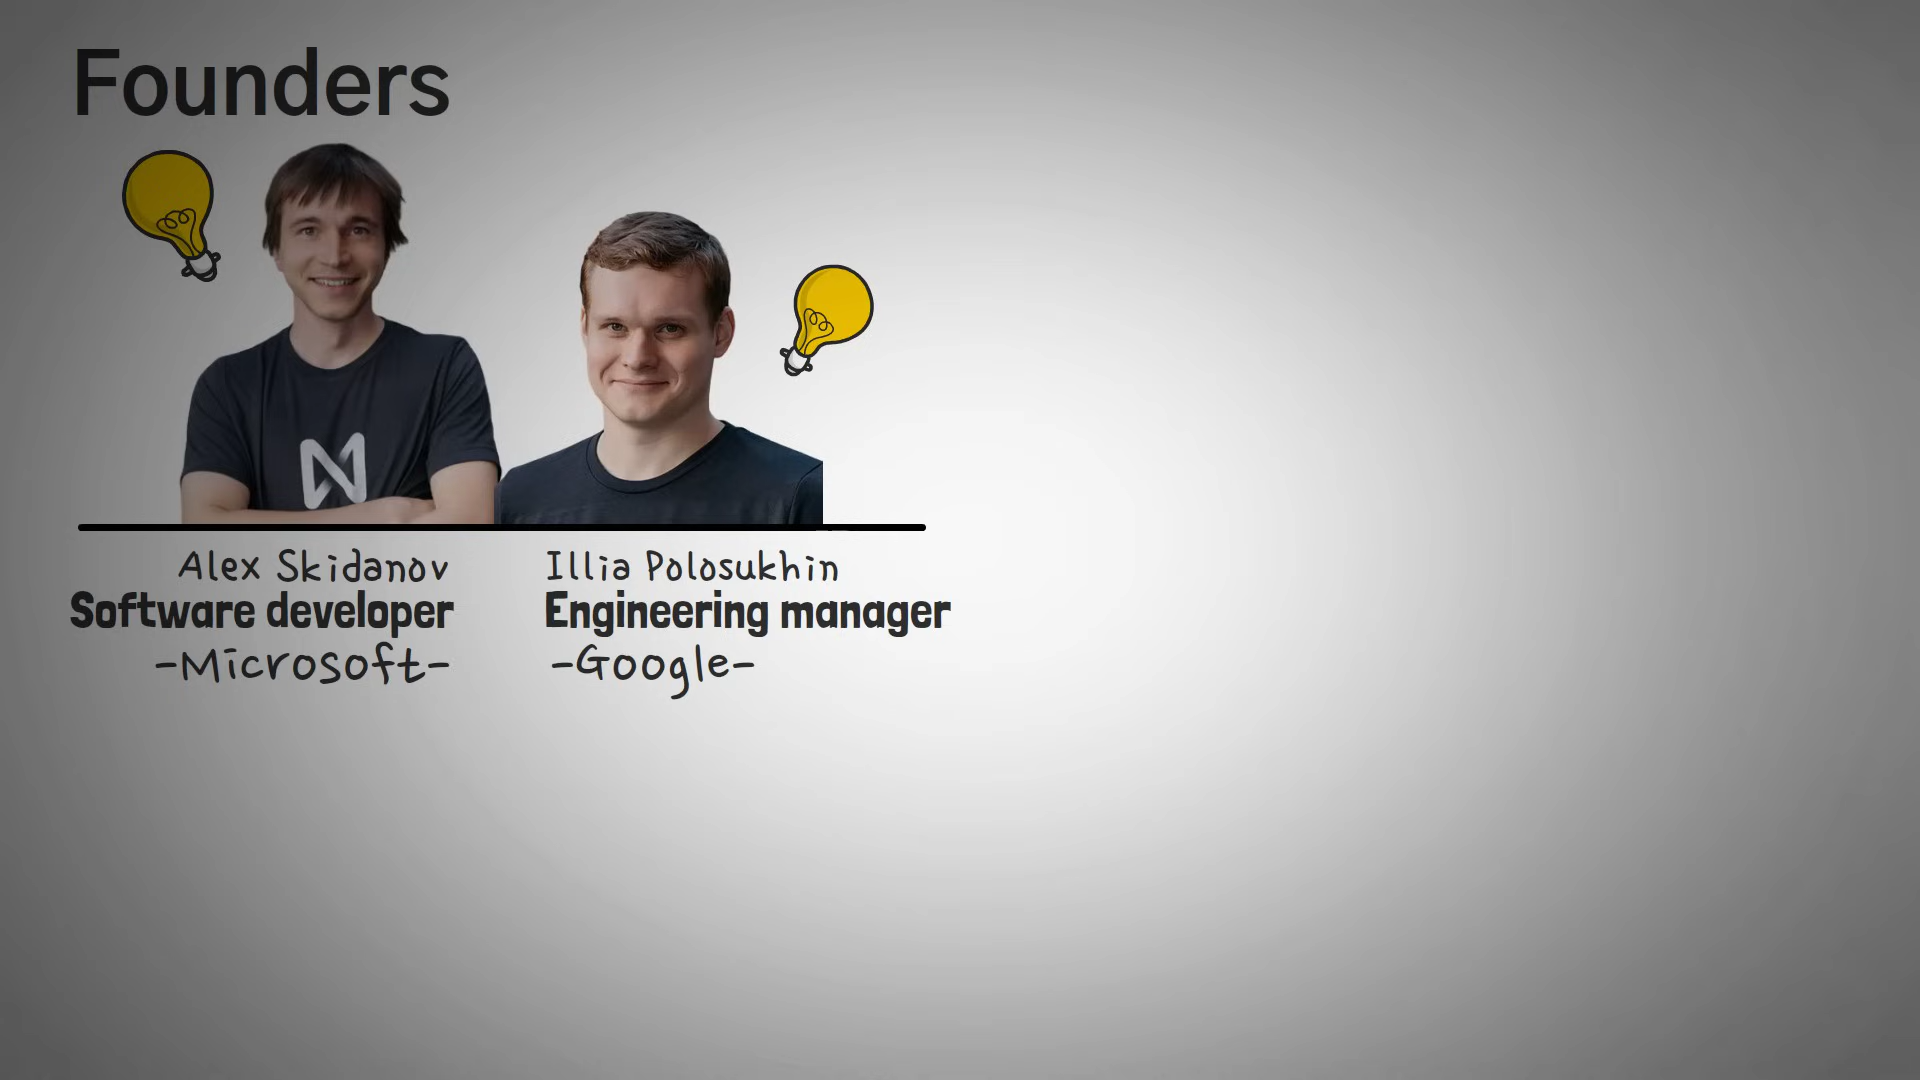 Founders
Alex Skidanov
Software developer
-Microsoft-
Illia Polosukhin
Engineering manager
-Google-